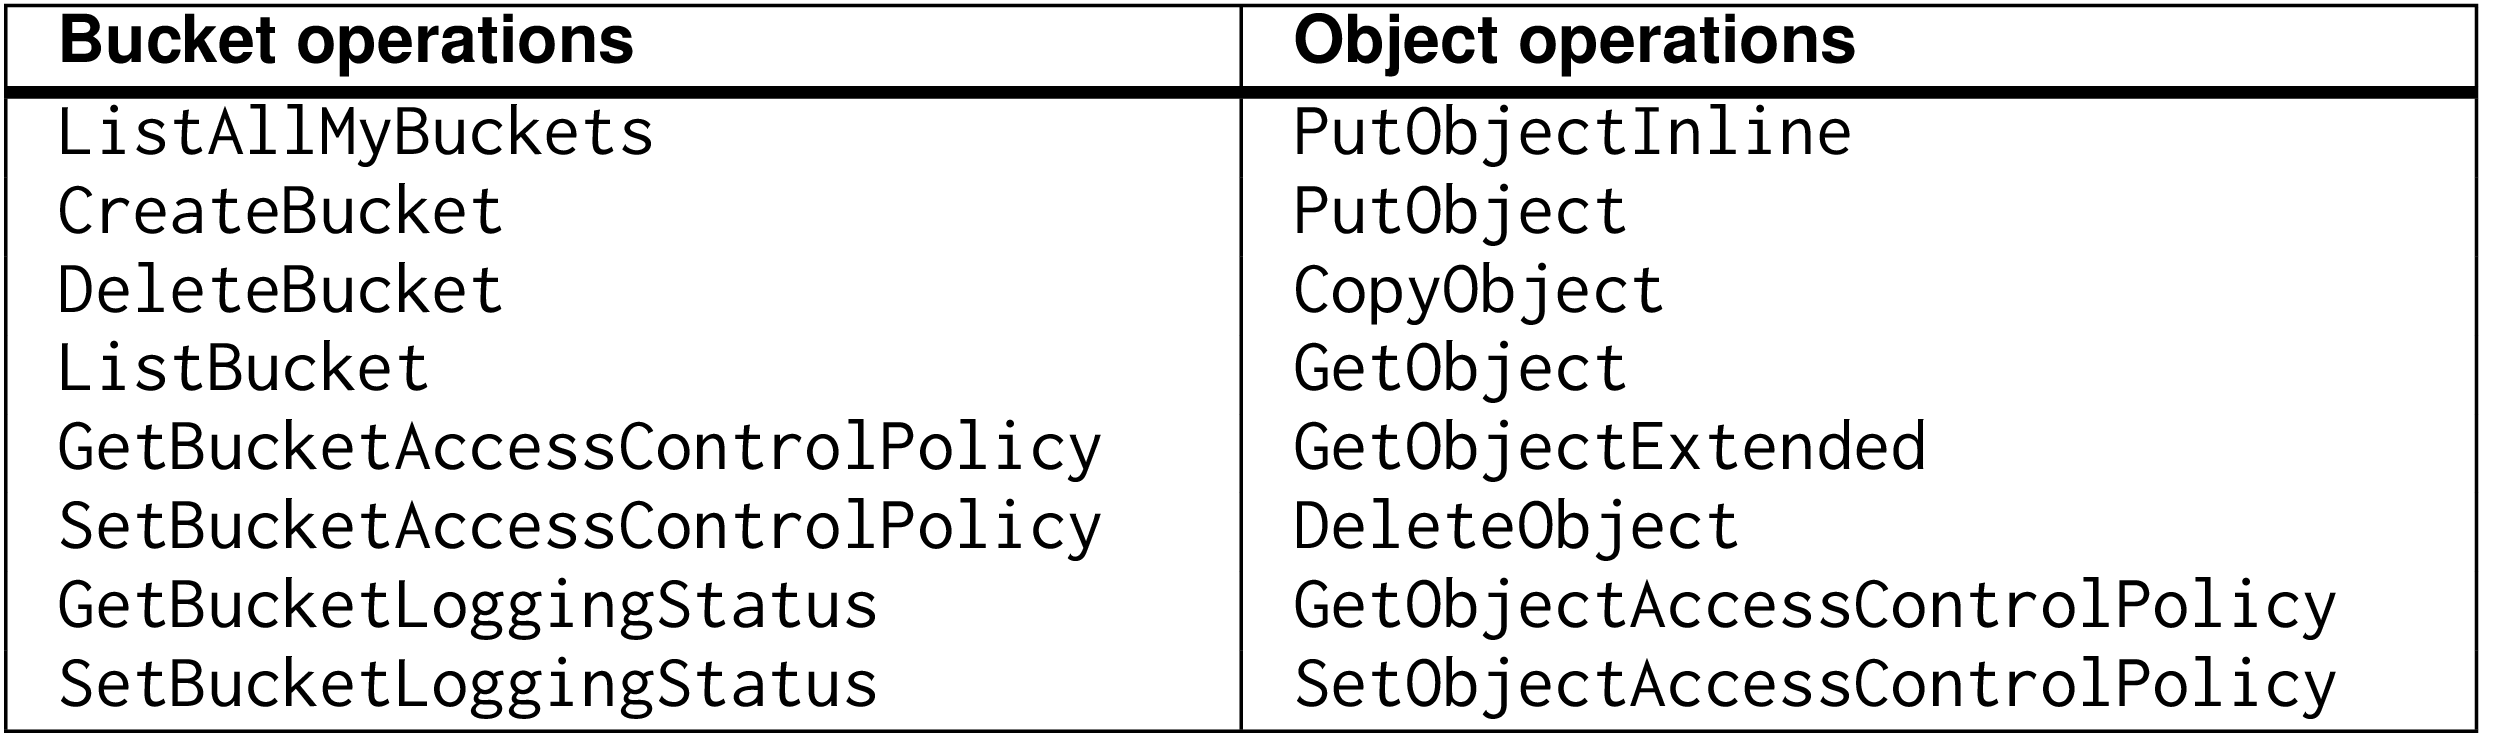 Bucket operations Object operations
ListAllMyBuckets PutObjectInline
CreateBucket PutObject
DeleteBucket CopyObject
ListBucket GetObject
GetBucketAccessControlPolicy GetObjectExtended
SetBucketAccessControlPolicy DeleteObject
GetBucketLoggingStatus GetObjectAccessControlPolicy
SetBucketLoggingStatus SetObjectAccessControlPolicy